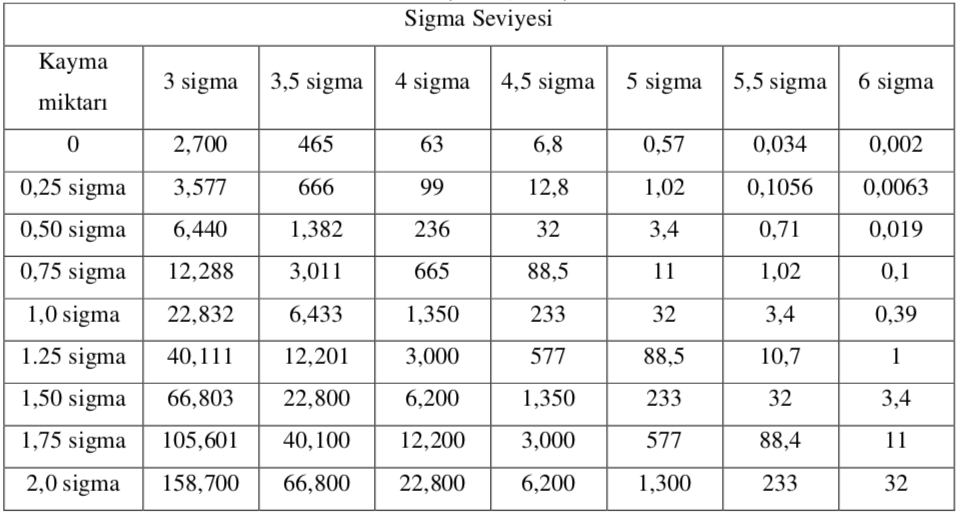 Sigma Seviyesi
Kayma
miktarı
3 sigma 3,5 sigma 4 sigma 4,5 sigma 5 sigma 5,5 sigma 6 sigma
0 2,700 465 63 6,8 0,57 0,034 0,002
0,25 sigma 3,577 666 99 12,8 1,02 0,1056 0,0063
0,50 sigma 6,440 1,382 236 32 3,4 0,71 0,019
0,75 sigma 12,288 3,011 665 88,5 11 1,02 0,1
1,0 sigma 22,832 6,433 1,350 233 32 3,4 0,39
1.25 sigma 40,111 12,201 3,000 577 88,5 10,7 1
1,50 sigma 66,803 22,800 6,200 1,350 233 32 3,4
1,75 sigma 105,601 40,100 12,200 3,000 577 88,4 11
2,0 sigma 158,700 66,800 22,800 6,200 1,300 233 32